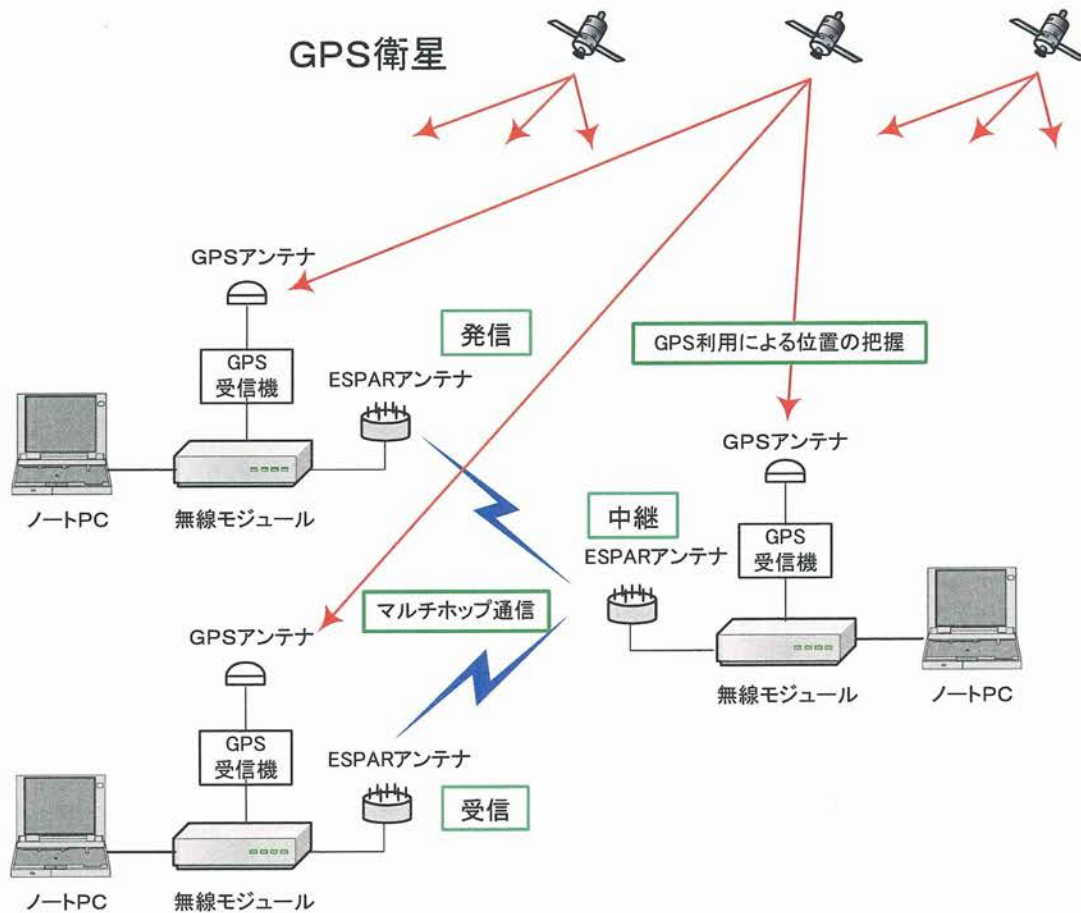 GPS衛星
GPSアンテナ
発信
GPS利用による位置の把握
GPS
受信機
ESPARアンテナ
ノートPC
無線モジュール
GPSアンテナ
中継
ESPARアンテナ
GPS
受信機
マルチホップ通信
GPSアンテナ
無線モジュール
ノートPC
GPS
受信機
ESPARアンテナ
受信
ノートPC
無線モジュール